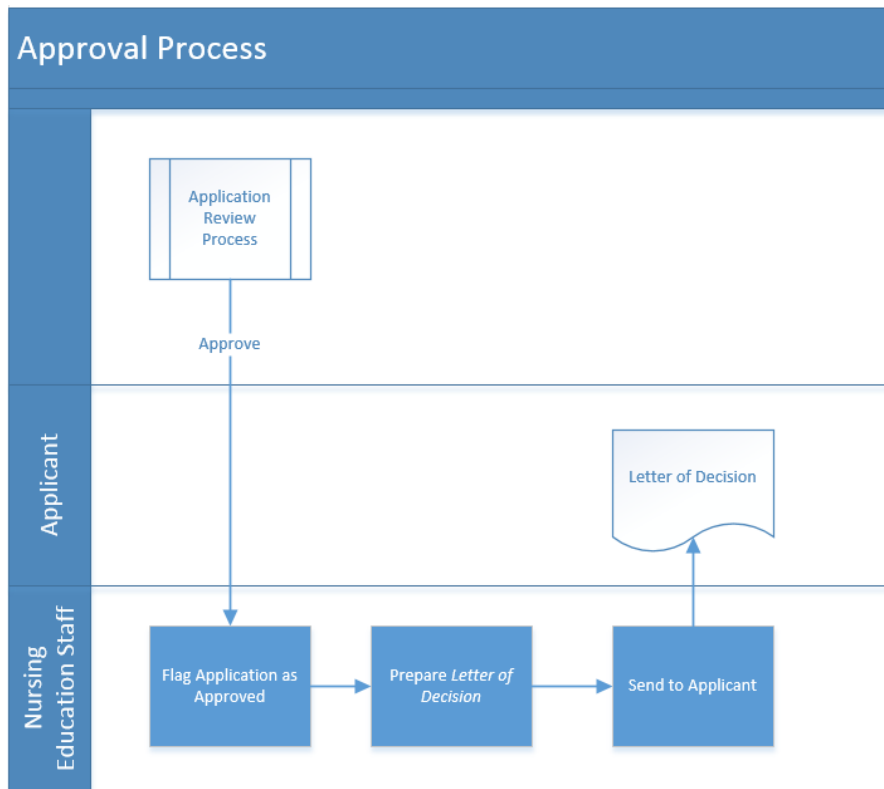 Approval Process
Application
Review
Process
Approve
Applicant
Letter of Decision
Nursing
Education Staff
Flag Application as
Approved
Prepare Letter of
Decision
Send to Applicant